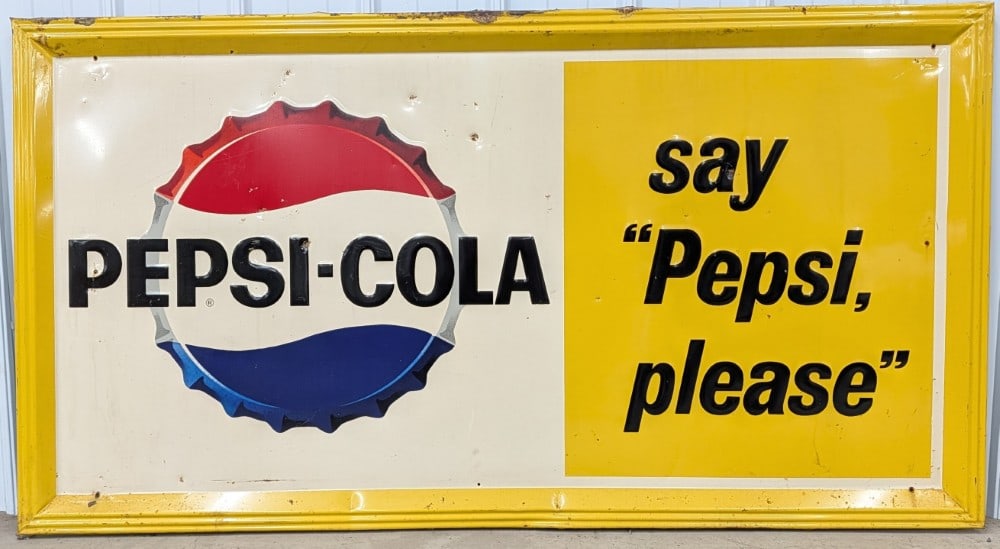 PEPSI-COLA
®
say
“Pepsi,
please”